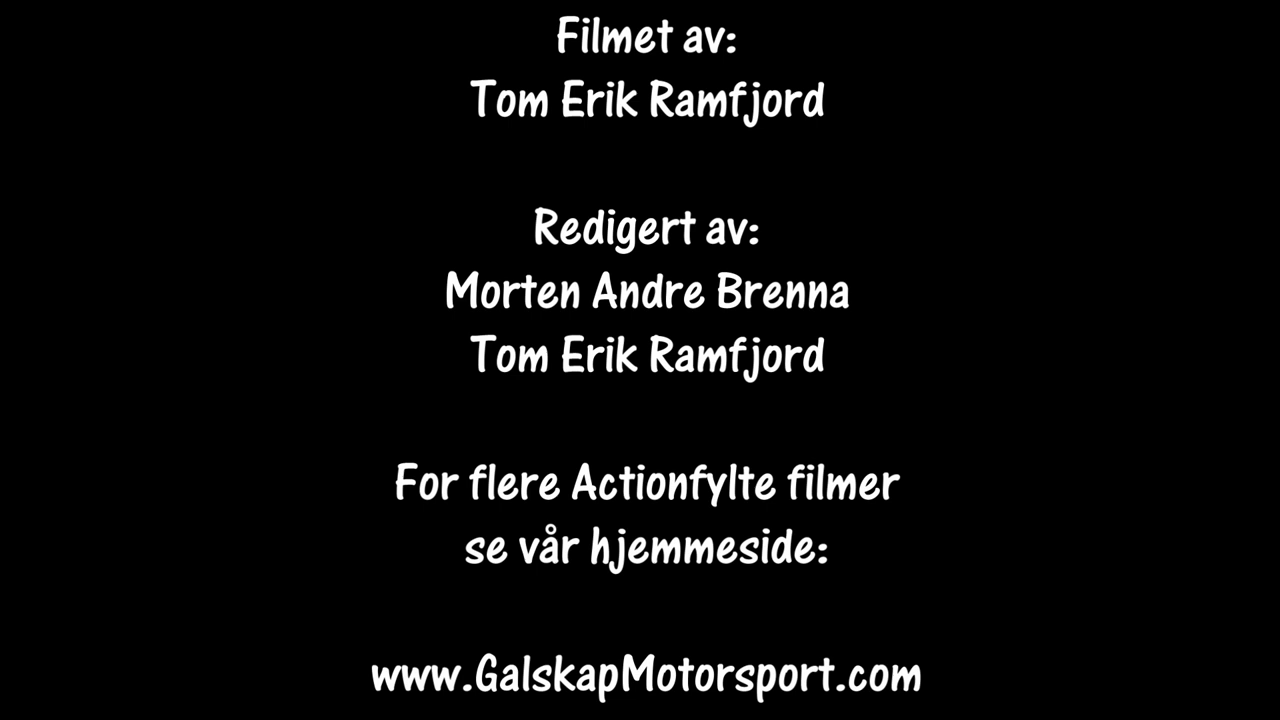 Filmet av:
Tom Erik Ramfjord
Redigert av:
Morten Andre Brenna
Tom Erik Ramfjord
For flere Actionfylte filmer
se vår hjemmeside:
www.GalskapMotorsport.com